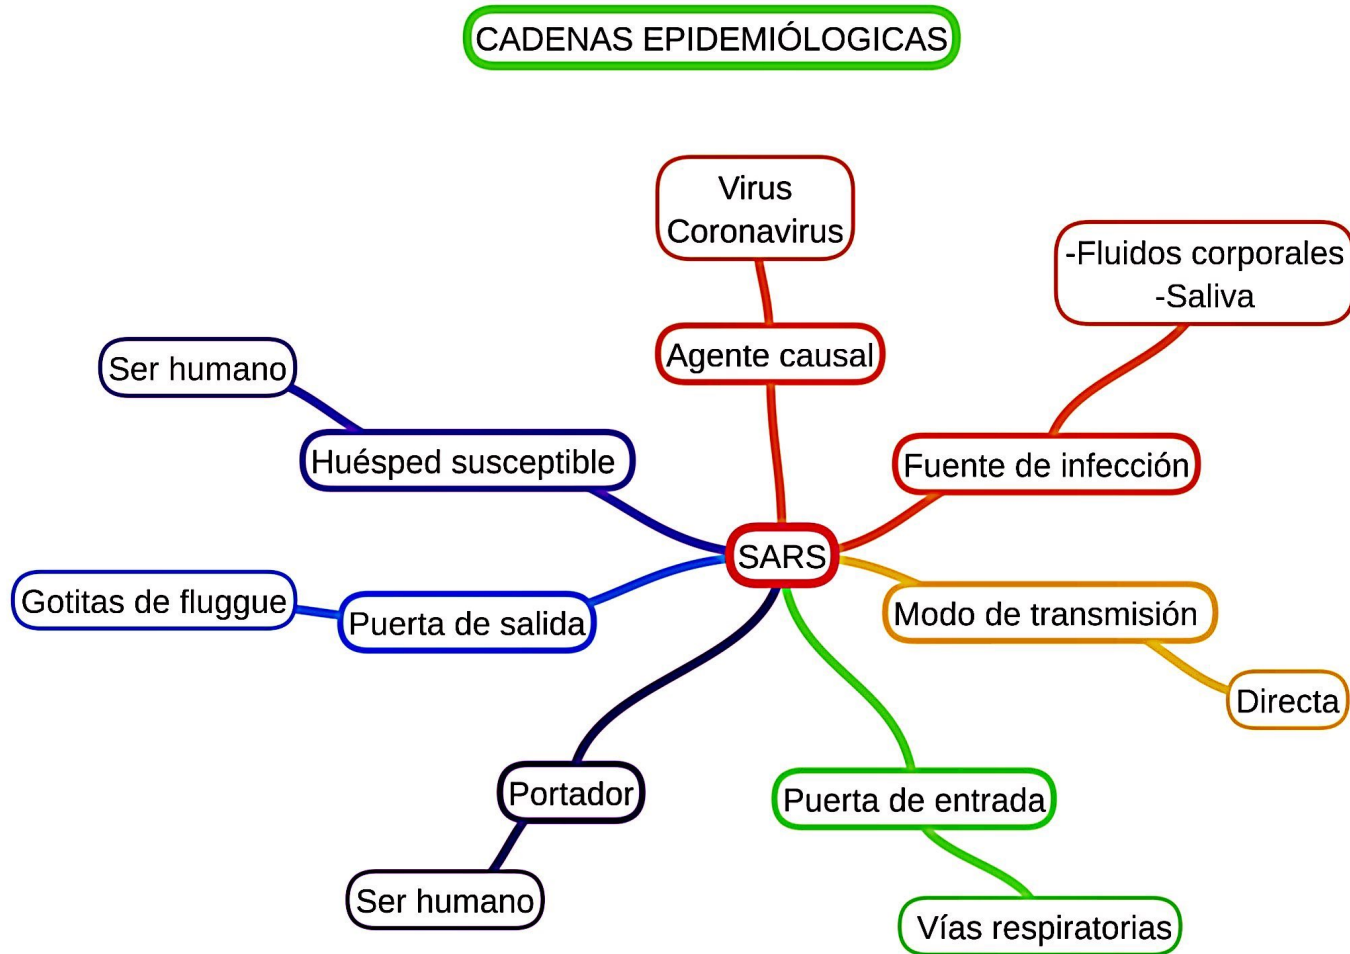 CADENAS EPIDEMIÓLOGICAS
Virus
Coronavirus
-Fluidos corporales
-Saliva
Agente causal
Ser humano
Huésped susceptible
Fuente de infección
SARS
Gotitas de fluggue
Puerta de salida
Modo de transmisión
Directa
Portador
Puerta de entrada
Ser humano
Vías respiratorias